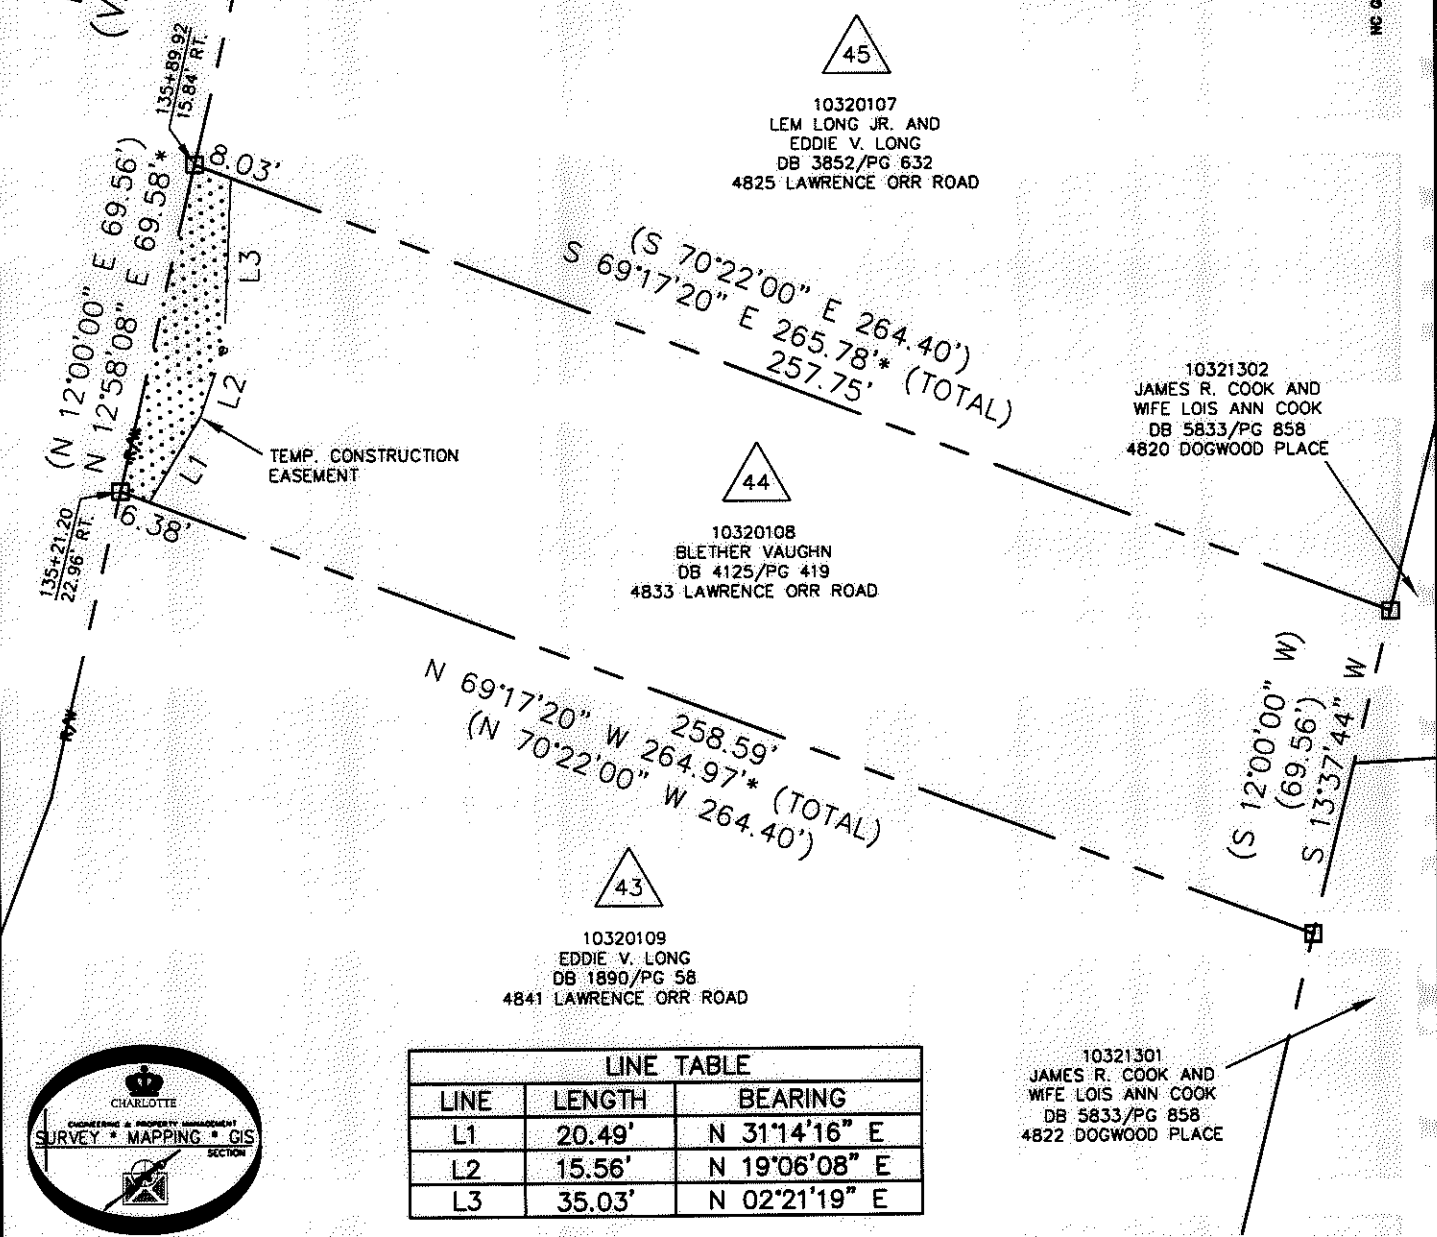 (V
NC G
135+89.92
15.84' RT.
45
10320107
LEM LONG JR. AND
EDDIE V. LONG
DB 3852/PG 632
4825 LAWRENCE ORR ROAD
8.03'
(N 12°00'00" E 69.56')
N 12°58'08" E 69.58'*
L3
L2
L1
R/W
TEMP. CONSTRUCTION
EASEMENT
(S 70°22'00" E 264.40')
S 69°17'20" E 265.78'* (TOTAL)
257.75'
10321302
JAMES R. COOK AND
WIFE LOIS ANN COOK
DB 5833/PG 858
4820 DOGWOOD PLACE
44
10320108
BLETHER VAUGHN
DB 4125/PG 419
4833 LAWRENCE ORR ROAD
135+21.20
22.96' RT.
6.38'
R/W
258.59'
N 69°17'20" W 264.97'* (TOTAL)
(N 70°22'00" W 264.40')
(S 12°00'00" W)
(69.56')
S 13°37'44" W
43
10320109
EDDIE V. LONG
DB 1890/PG 58
4841 LAWRENCE ORR ROAD
10321301
JAMES R. COOK AND
WIFE LOIS ANN COOK
DB 5833/PG 858
4822 DOGWOOD PLACE
CHARLOTTE
ENGINEERING & PROPERTY MANAGEMENT
SURVEY * MAPPING * GIS
SECTION
LINE TABLE
LINE LENGTH BEARING
L1 20.49' N 31°14'16" E
L2 15.56' N 19°06'08" E
L3 35.03' N 02°21'19" E